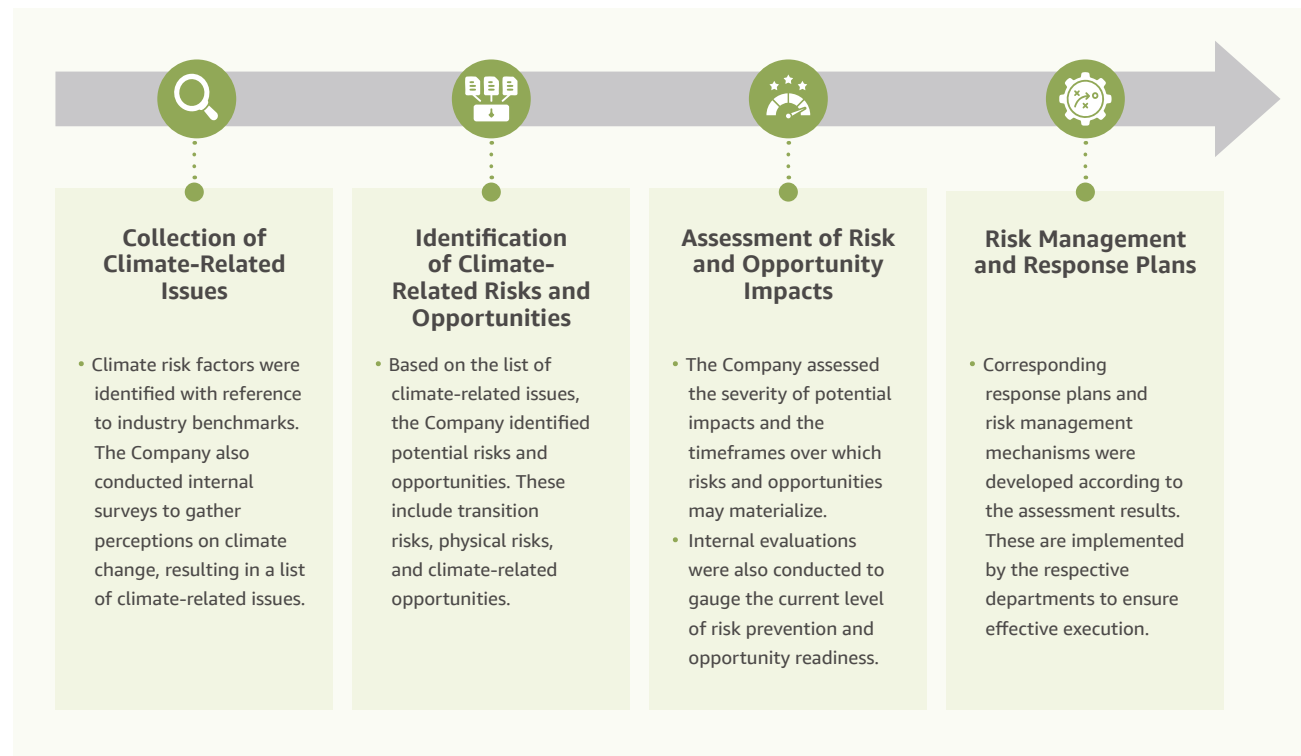 Collection of
Climate-Related
Issues
• Climate risk factors were
identified with reference
to industry benchmarks.
The Company also
conducted internal
surveys to gather
perceptions on climate
change, resulting in a list
of climate-related issues.
Identification
of Climate-
Related Risks and
Opportunities
• Based on the list of
climate-related issues,
the Company identified
potential risks and
opportunities. These
include transition
risks, physical risks,
and climate-related
opportunities.
Assessment of Risk
and Opportunity
Impacts
• The Company assessed
the severity of potential
impacts and the
timeframes over which
risks and opportunities
may materialize.
• Internal evaluations
were also conducted to
gauge the current level
of risk prevention and
opportunity readiness.
Risk Management
and Response Plans
• Corresponding
response plans and
risk management
mechanisms were
developed according to
the assessment results.
These are implemented
by the respective
departments to ensure
effective execution.